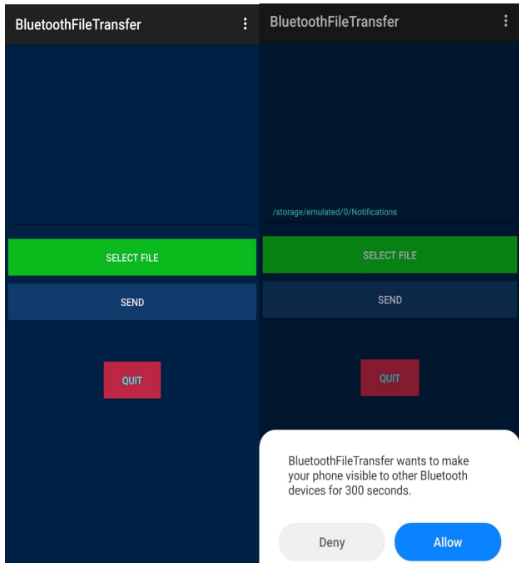 BluetoothFileTransfer
SELECT FILE
SEND
QUIT
BluetoothFileTransfer
/storage/emulated/0/Notifications
SELECT FILE
SEND
QUIT
BluetoothFileTransfer wants to make
your phone visible to other Bluetooth
devices for 300 seconds.
Deny
Allow